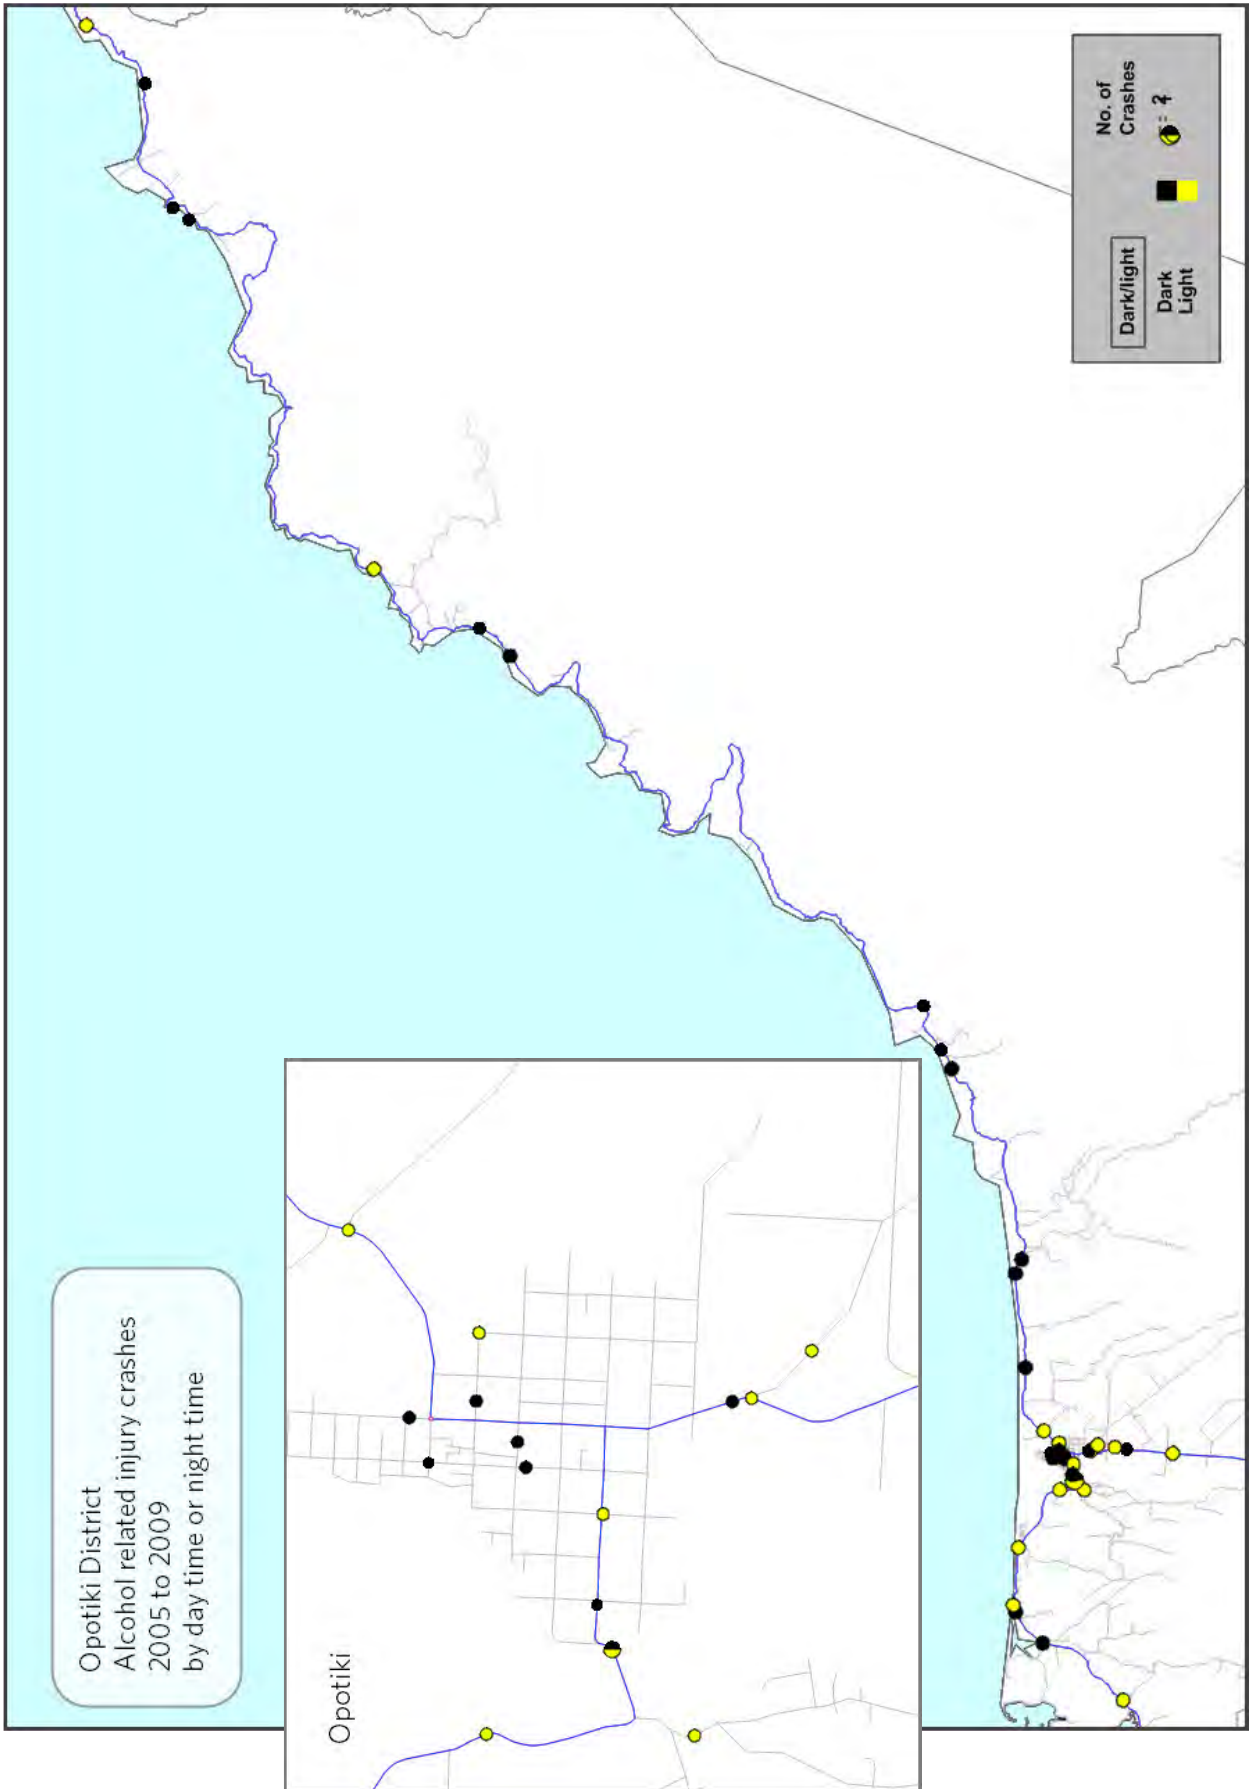 Opotiki District
Alcohol related injury crashes
2005 to 2009
by day time or night time
Opotiki
No. of
Crashes
Dark/light
Dark
Light